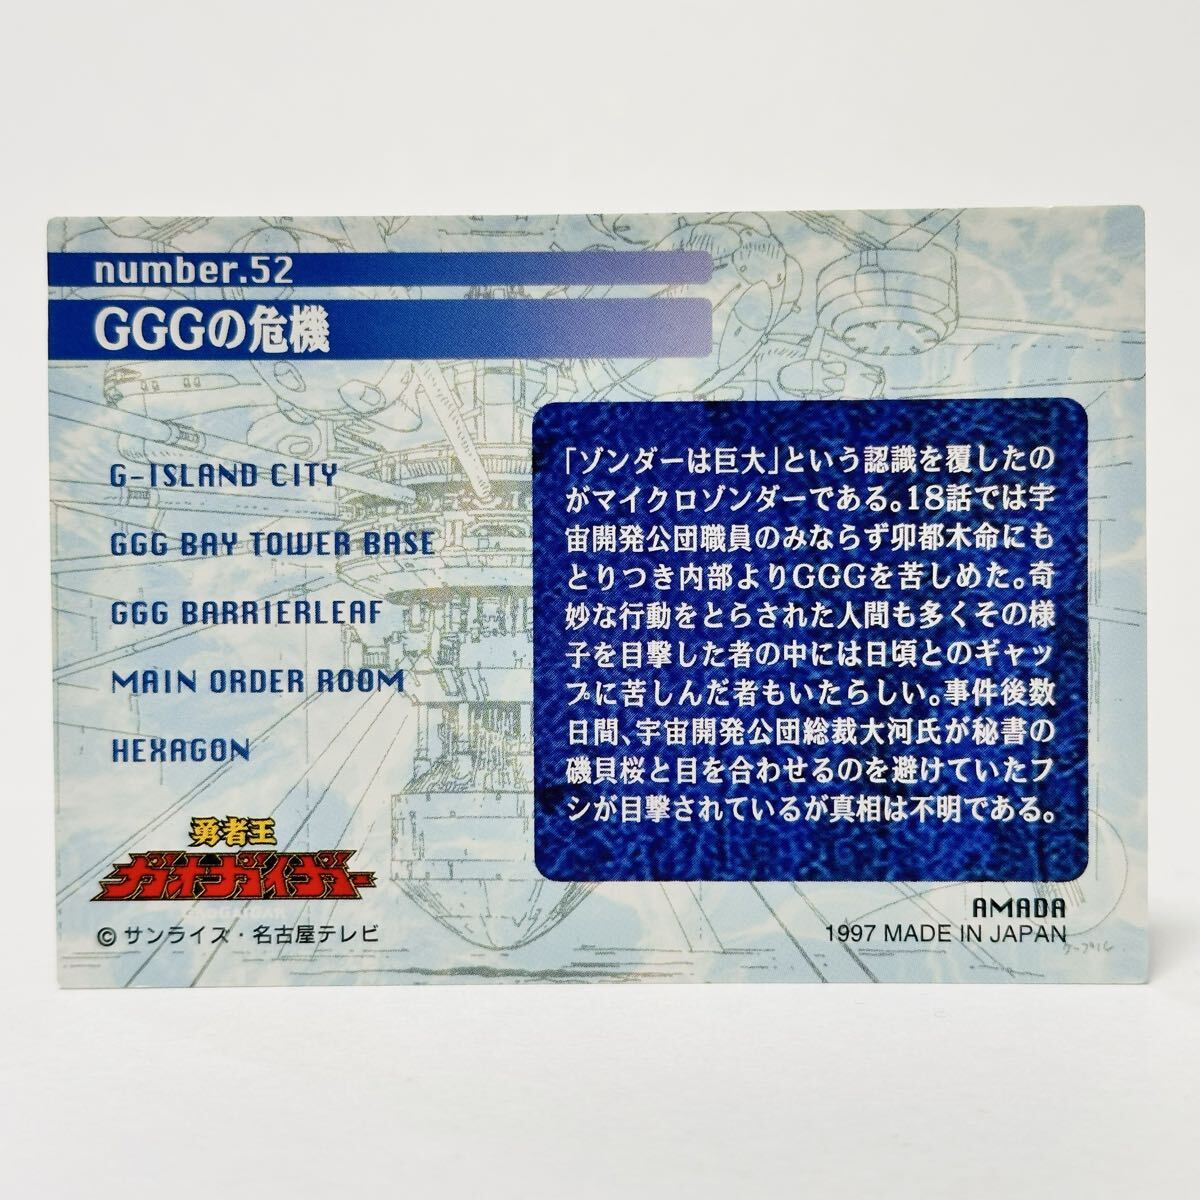 number.52
GGGの危機
G-ISLAND CITY
GGG BAY TOWER BASE
GGG BARRIERLEAF
MAIN ORDER ROOM
HEXAGON
「ゾンダーは巨大」という認識を覆したの
がマイクロゾンダーである。18話では宇
宙開発公団職員のみならず卯都木命にも
とりつき内部よりGGGを苦しめた。奇
妙な行動をとらされた人間も多くその様
子を目撃した者の中には日頃とのギャッ
プに苦しんだ者もいたらしい。事件後数
日間、宇宙開発公団総裁大河氏が秘書の
磯貝桜と目を合わせるのを避けていたフ
シが目撃されているが真相は不明である。
勇者王
ガオガイガー
GAOGAIGAR
© サンライズ・名古屋テレビ
AMADA
1997 MADE IN JAPAN